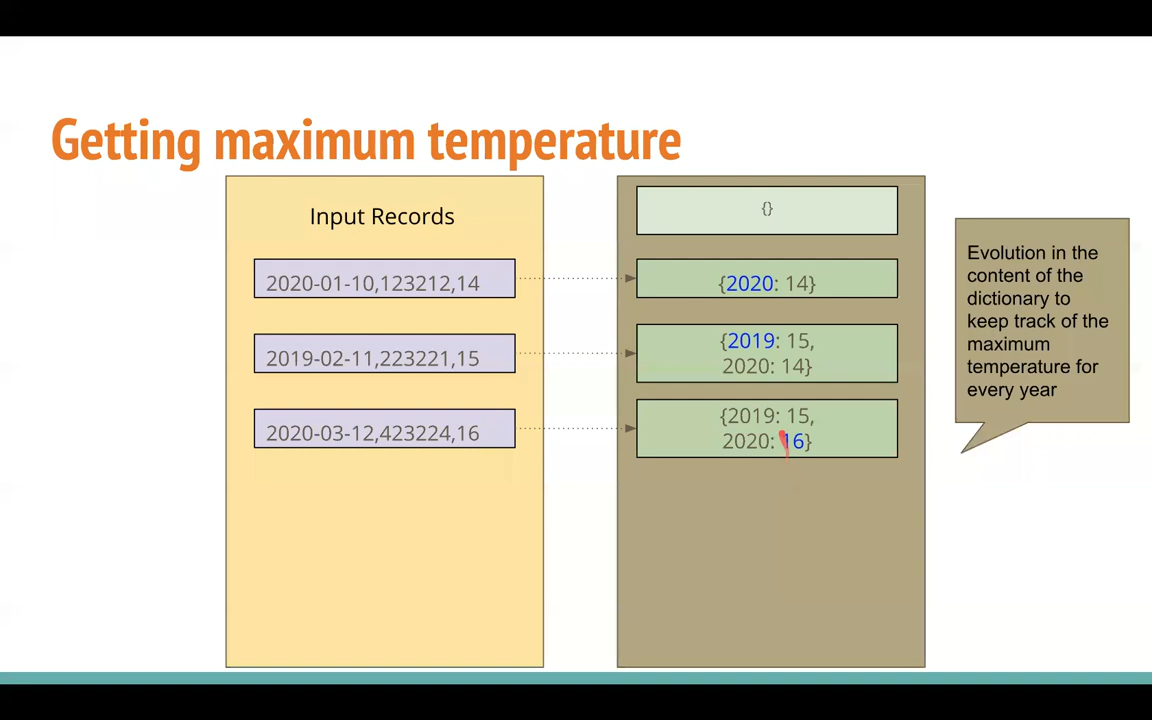 Getting maximum temperature
Input Records
2020-01-10,123212,14
2019-02-11,223221,15
2020-03-12,423224,16
{}
{2020: 14}
{2019: 15,
2020: 14}
{2019: 15,
2020: 16}
Evolution in the
content of the
dictionary to
keep track of the
maximum
temperature for
every year